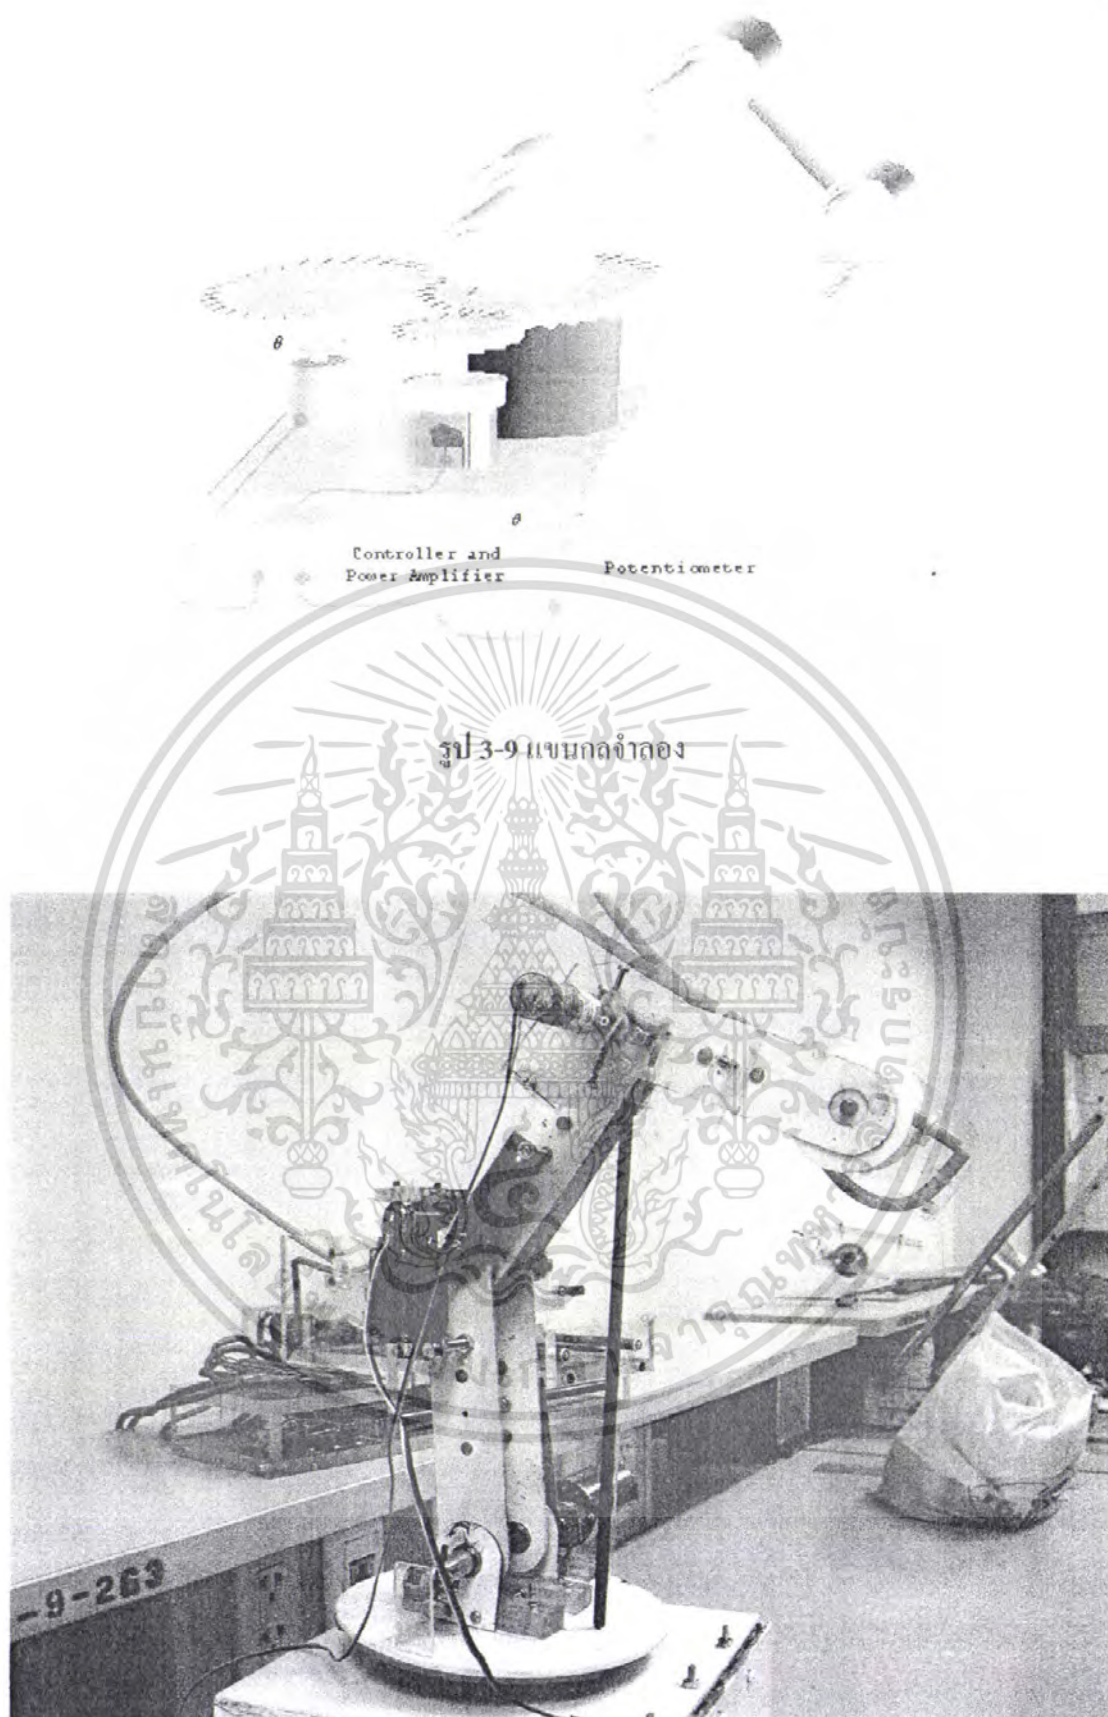 θ
θ
Controller and
Power Amplifier
Potentiometer
รูป 3-9 แขนกลจำลอง
-9-263